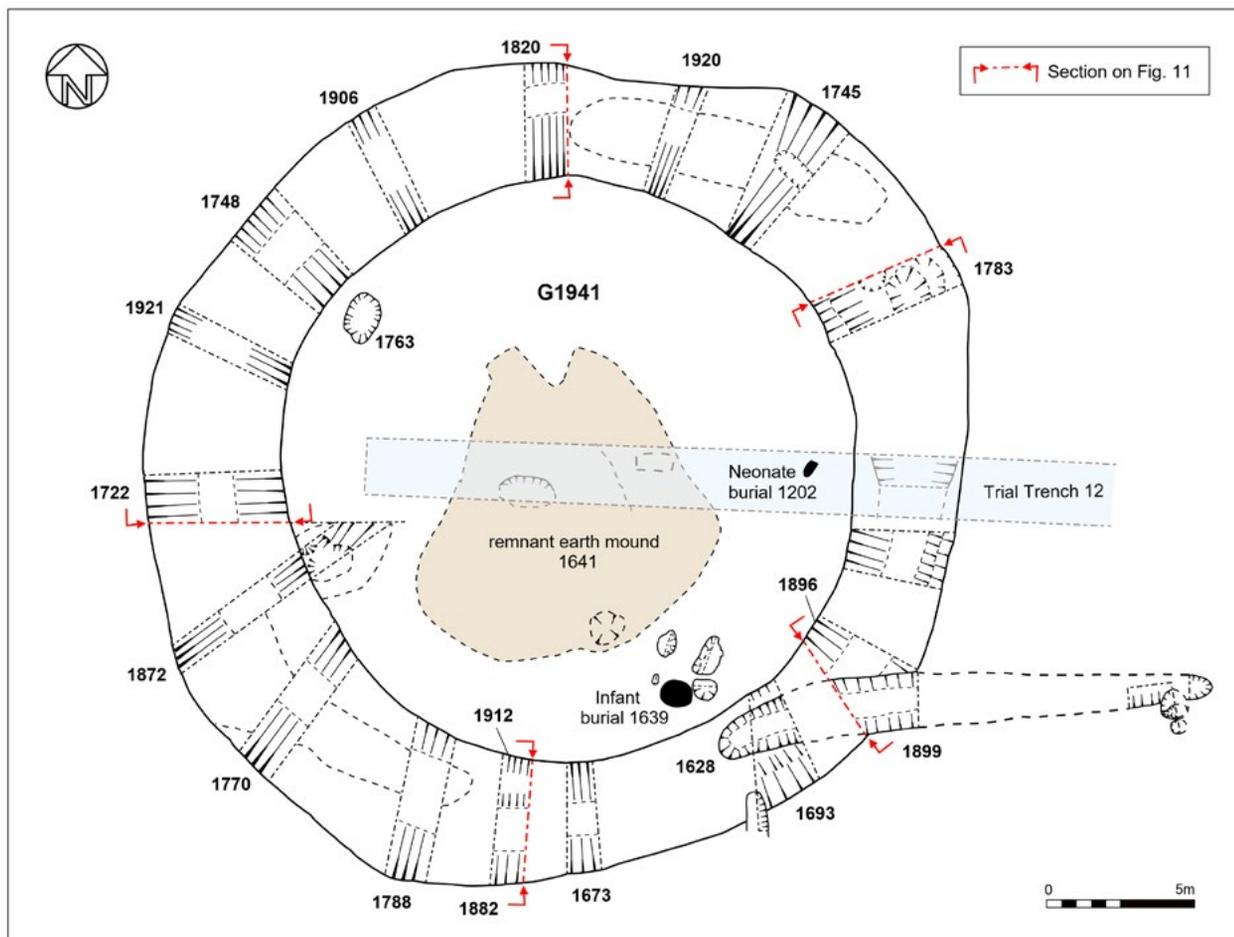 1820
1920
1745
Section on Fig. 11
N
1906
1748
1783
G1941
1921
1763
Neonate
burial 1202
Trial Trench 12
1722
remnant earth mound
1641
1896
1872
Infant
burial 1639
1912
1628
1899
1770
1693
1788
1882
1673
0
5m